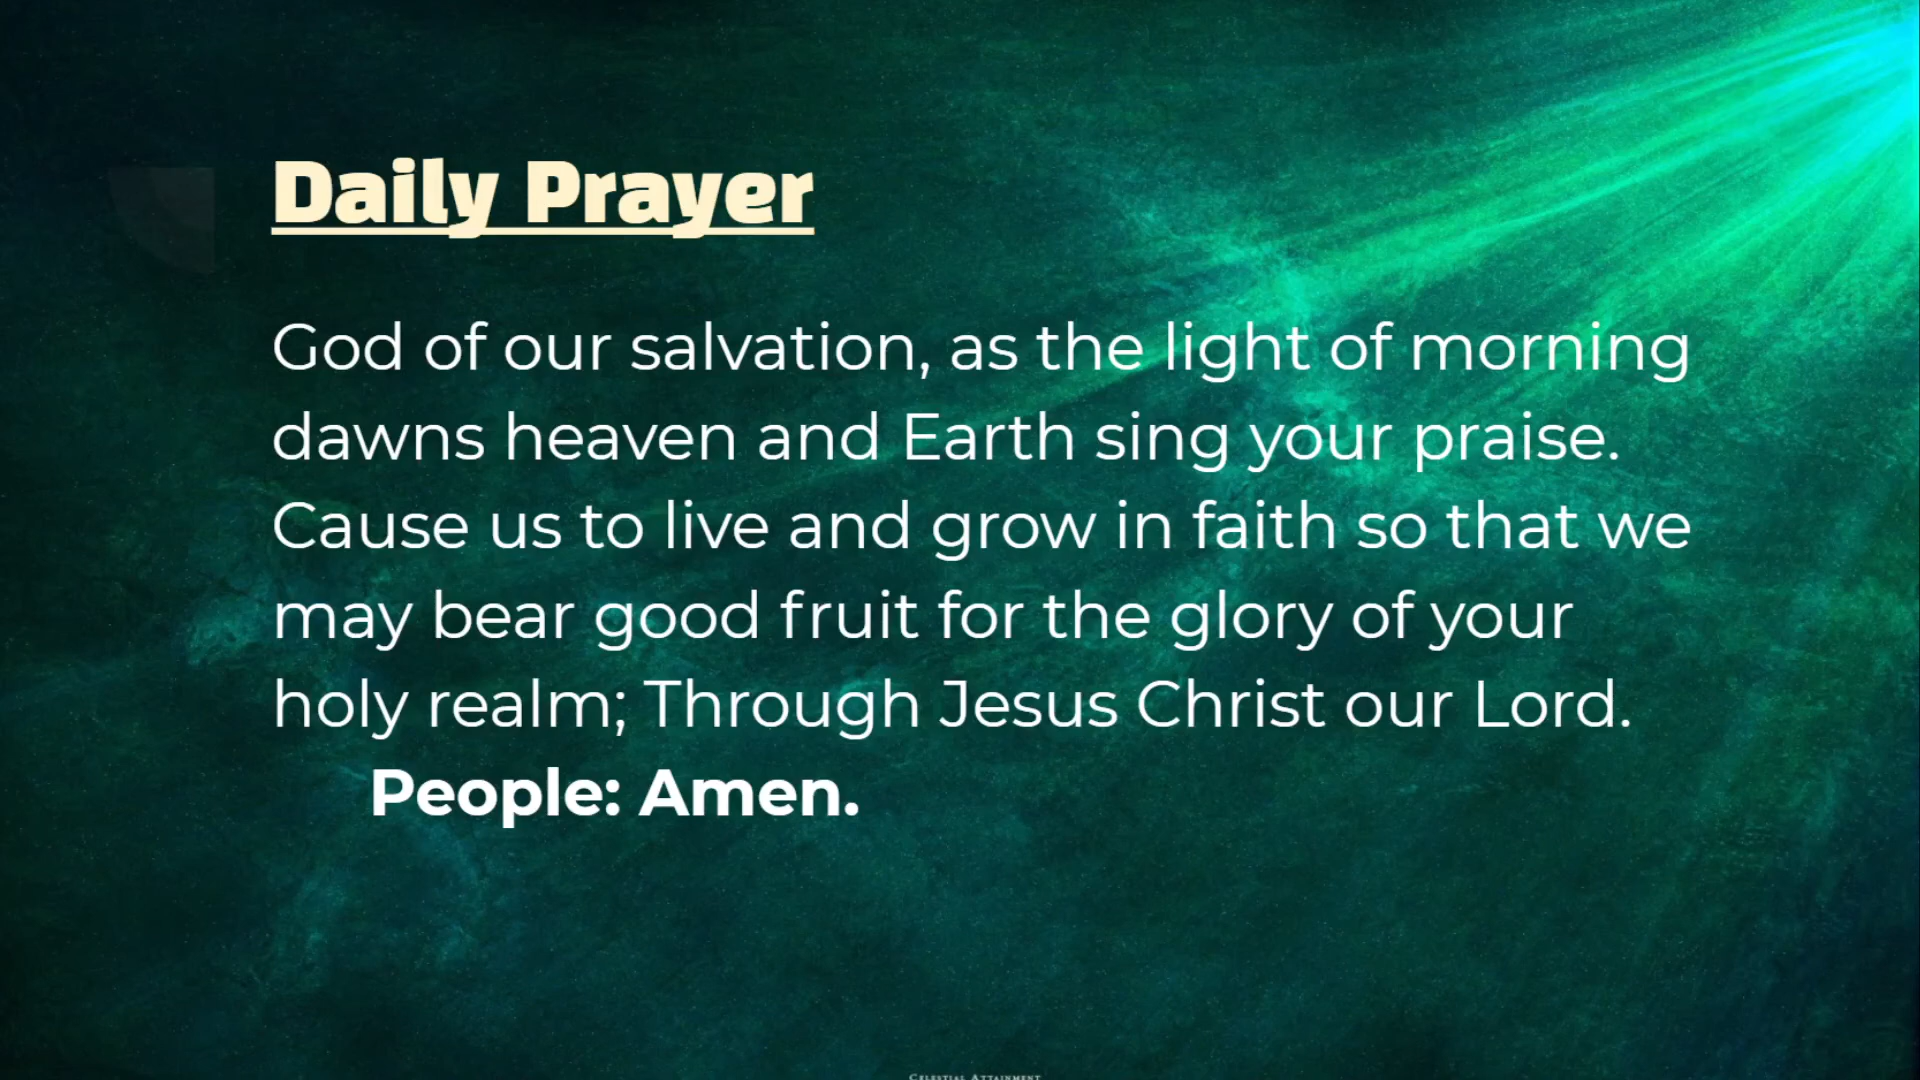 Daily Prayer
God of our salvation, as the light of morning
dawns heaven and Earth sing your praise.
Cause us to live and grow in faith so that we
may bear good fruit for the glory of your
holy realm; Through Jesus Christ our Lord.
People: Amen.
Celestial Attainment